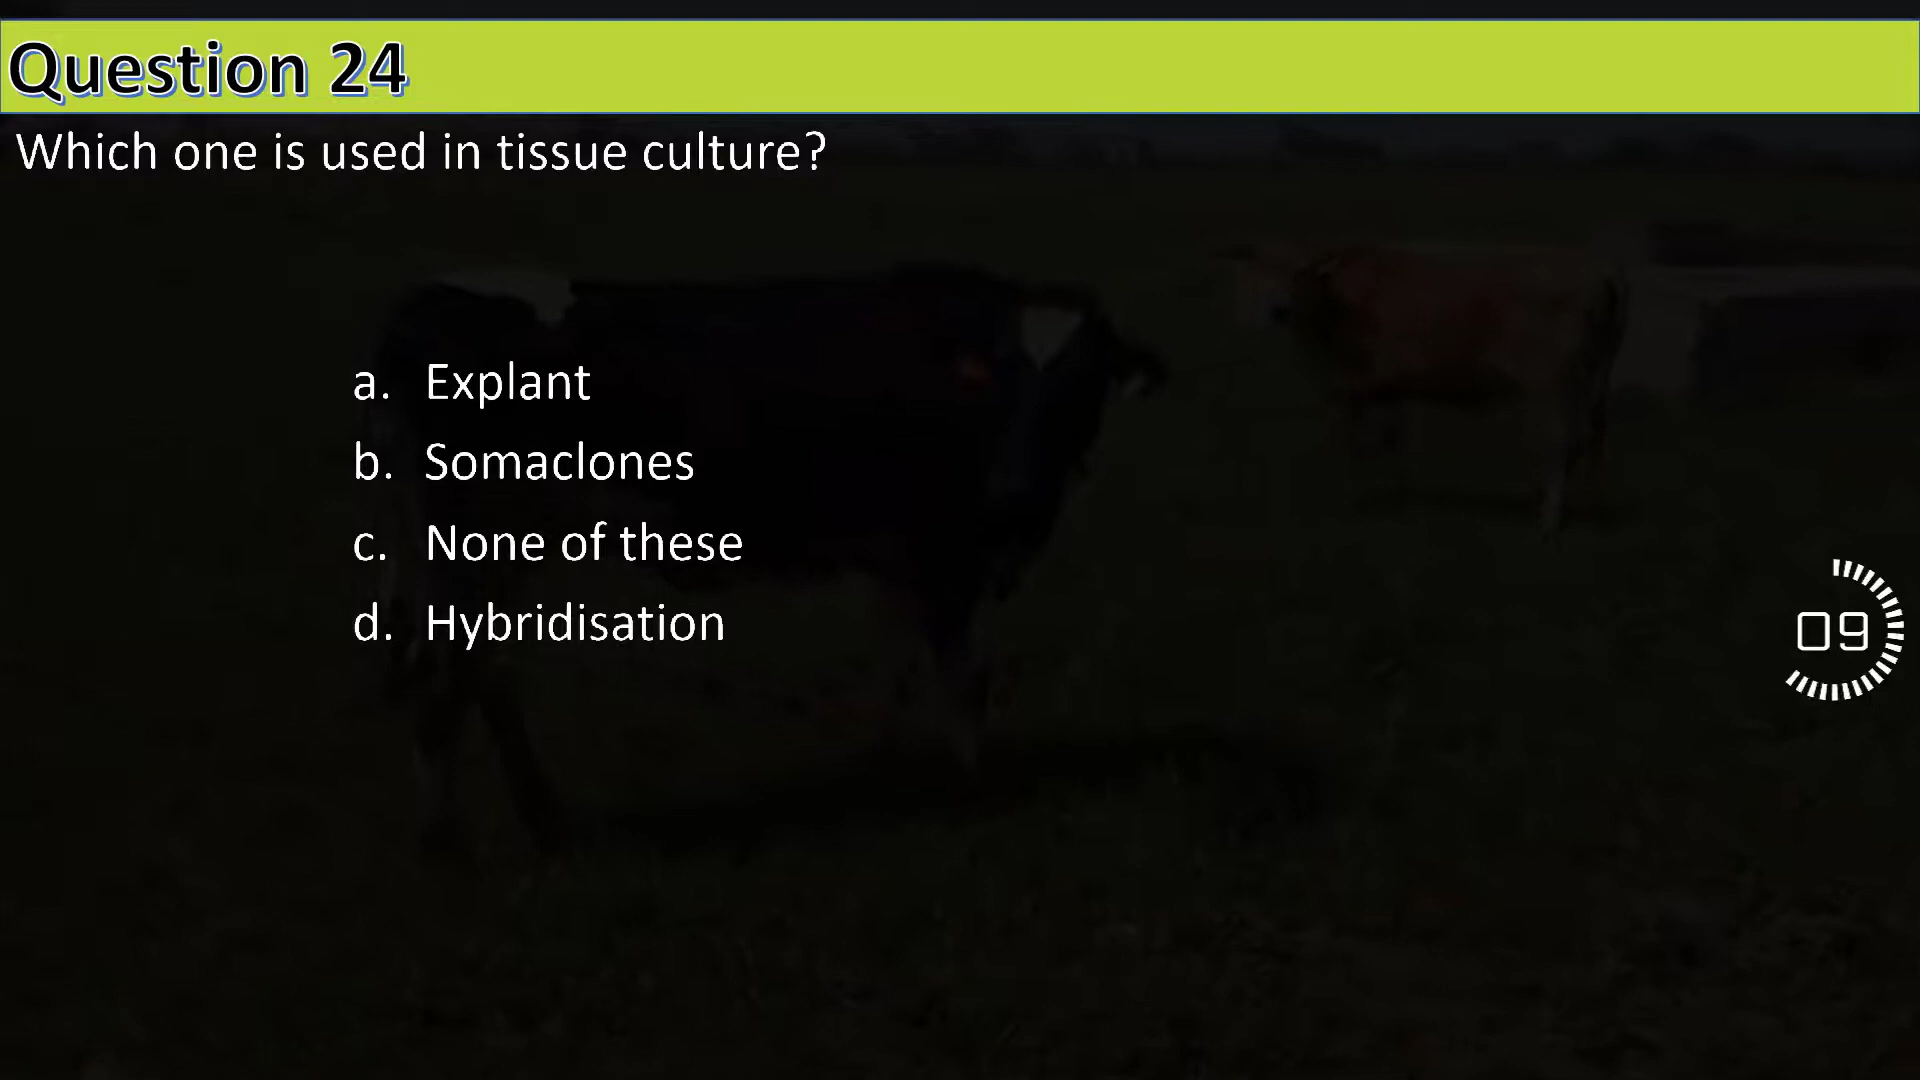 Question 24
Which one is used in tissue culture?
a. Explant
b. Somaclones
c. None of these
d. Hybridisation
09